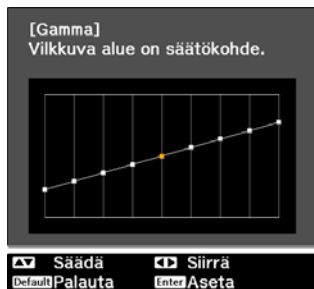 [Gamma]
Vilkkuva alue on säätökohde.
Säädä Siirrä
Default Palauta Enter Aseta